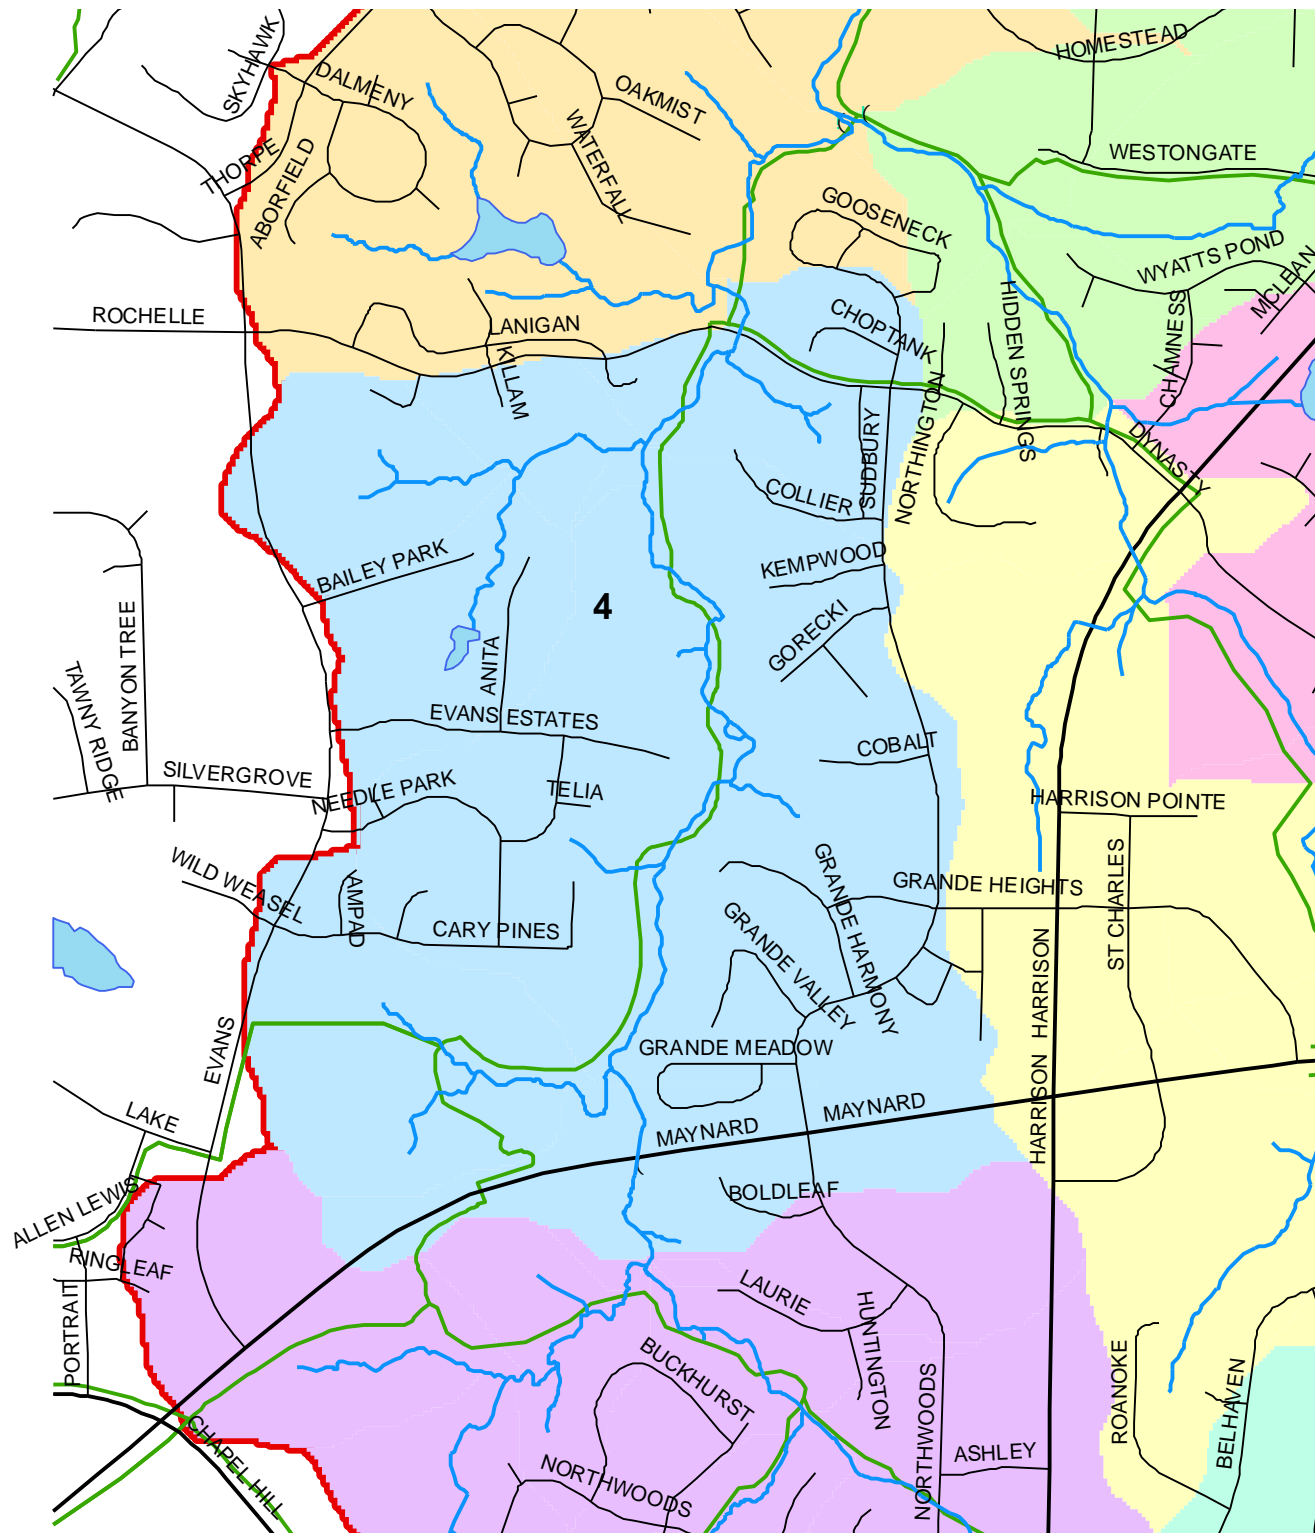 HOMESTEAD
SKYHAWK
DALMENY
OAKMIST
WATERFALL
THORPE
ABORFIELD
WESTONGATE
GOOSENECK
WYATTS POND
MCLEAN
ROCHELLE
LANIGAN
KILLAM
CHOPTANK
HIDDEN SPRINGS
CHAMNESS
NORTHINGTON
SUDBURY
DYNASTY
COLLIER
BAILEY PARK
KEMPWOOD
4
GORECKI
BANYON TREE
TAWNY RIDGE
ANITA
EVANS ESTATES
COBALT
SILVERGROVE
NEEDLE PARK
TELIA
HARRISON POINTE
WILD WEASEL
AMPAD
GRANDE HARMONY
GRANDE HEIGHTS
ST CHARLES
CARY PINES
GRANDE VALLEY
HARRISON
EVANS
GRANDE MEADOW
HARRISON
LAKE
MAYNARD
MAYNARD
ALLEN LEWIS
BOLDLEAF
RINGLEAF
PORTRAIT
LAURIE
HUNTINGTON
BUCKHURST
ROANOKE
BELHAVEN
NORTHWOODS
CHAPEL HILL
ASHLEY
NORTHWOODS